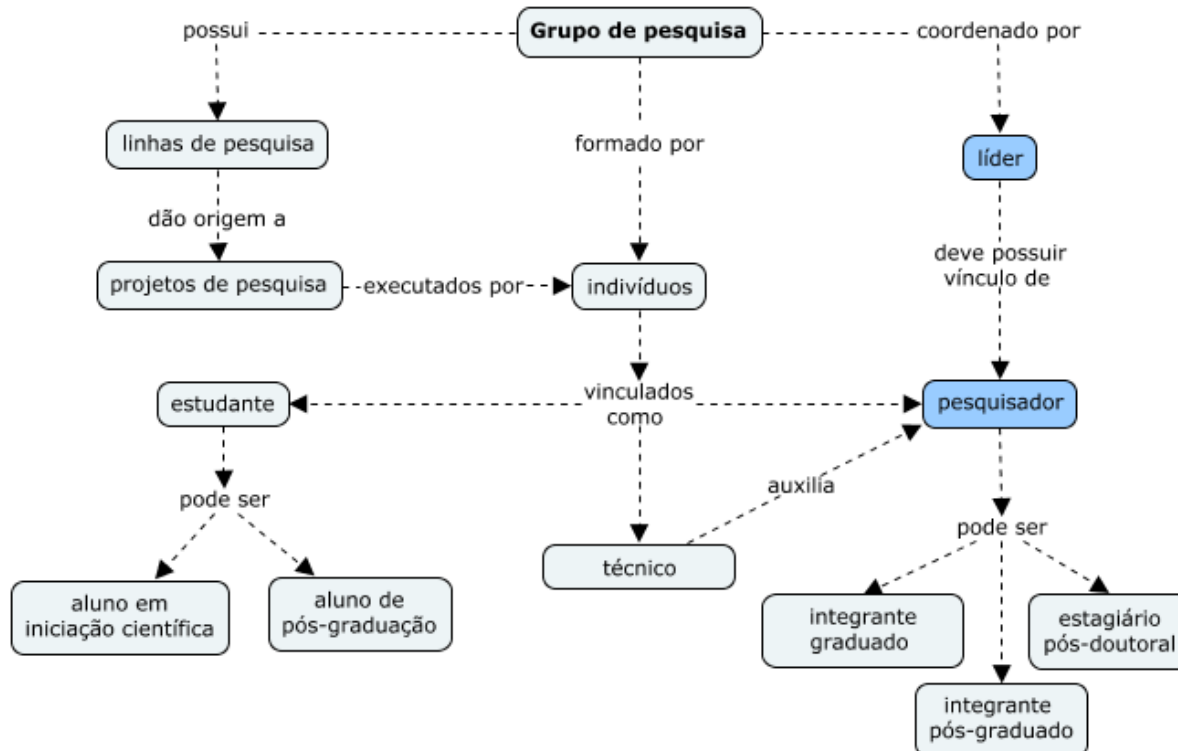 possui
Grupo de pesquisa
coordenado por
linhas de pesquisa
formado por
líder
dão origem a
deve possuir
vínculo de
projetos de pesquisa
executados por
indivíduos
estudante
vinculados
como
pesquisador
auxilia
pode ser
pode ser
técnico
aluno em
iniciação científica
aluno de
pós-graduação
integrante
graduado
estagiário
pós-doutoral
integrante
pós-graduado